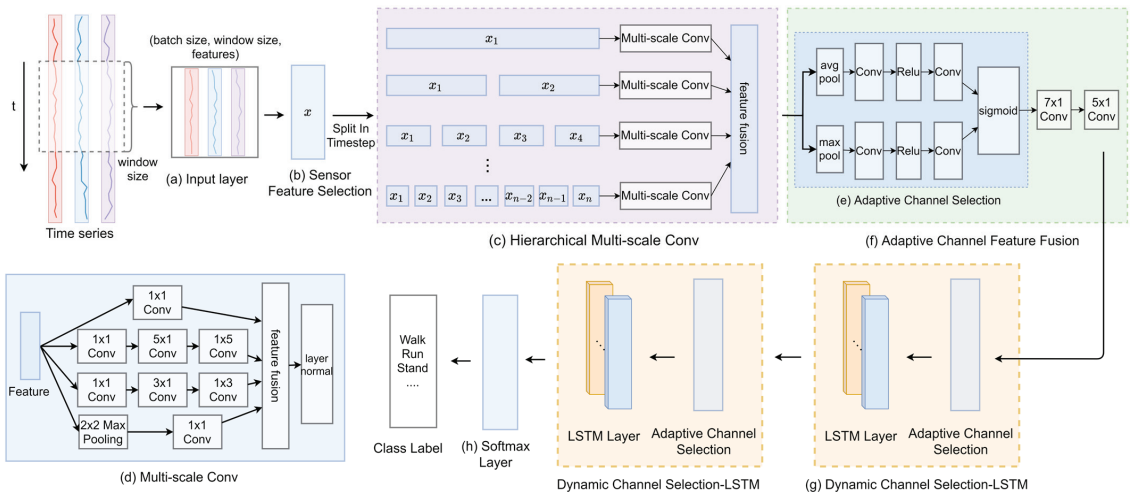 t
Time series
window
size
(batch size, window size,
features)
(a) Input layer
x
(b) Sensor
Feature Selection
Split In
Timestep
x1
Multi-scale Conv
x1
x2
Multi-scale Conv
x1
x2
x3
x4
Multi-scale Conv
x1
x2
x3
...
xn−2
xn−1
xn
Multi-scale Conv
feature fusion
(c) Hierarchical Multi-scale Conv
avg
pool
Conv
Relu
Conv
max
pool
Conv
Relu
Conv
sigmoid
(e) Adaptive Channel Selection
7x1
Conv
5x1
Conv
(f) Adaptive Channel Feature Fusion
Feature
1x1
Conv
1x1
Conv
5x1
Conv
1x5
Conv
1x1
Conv
3x1
Conv
1x3
Conv
2x2 Max
Pooling
1x1
Conv
feature fusion
layer
normal
(d) Multi-scale Conv
Walk
Run
Stand
....
Class Label
(h) Softmax
Layer
LSTM Layer
Adaptive Channel
Selection
Dynamic Channel Selection-LSTM
LSTM Layer
Adaptive Channel
Selection
(g) Dynamic Channel Selection-LSTM